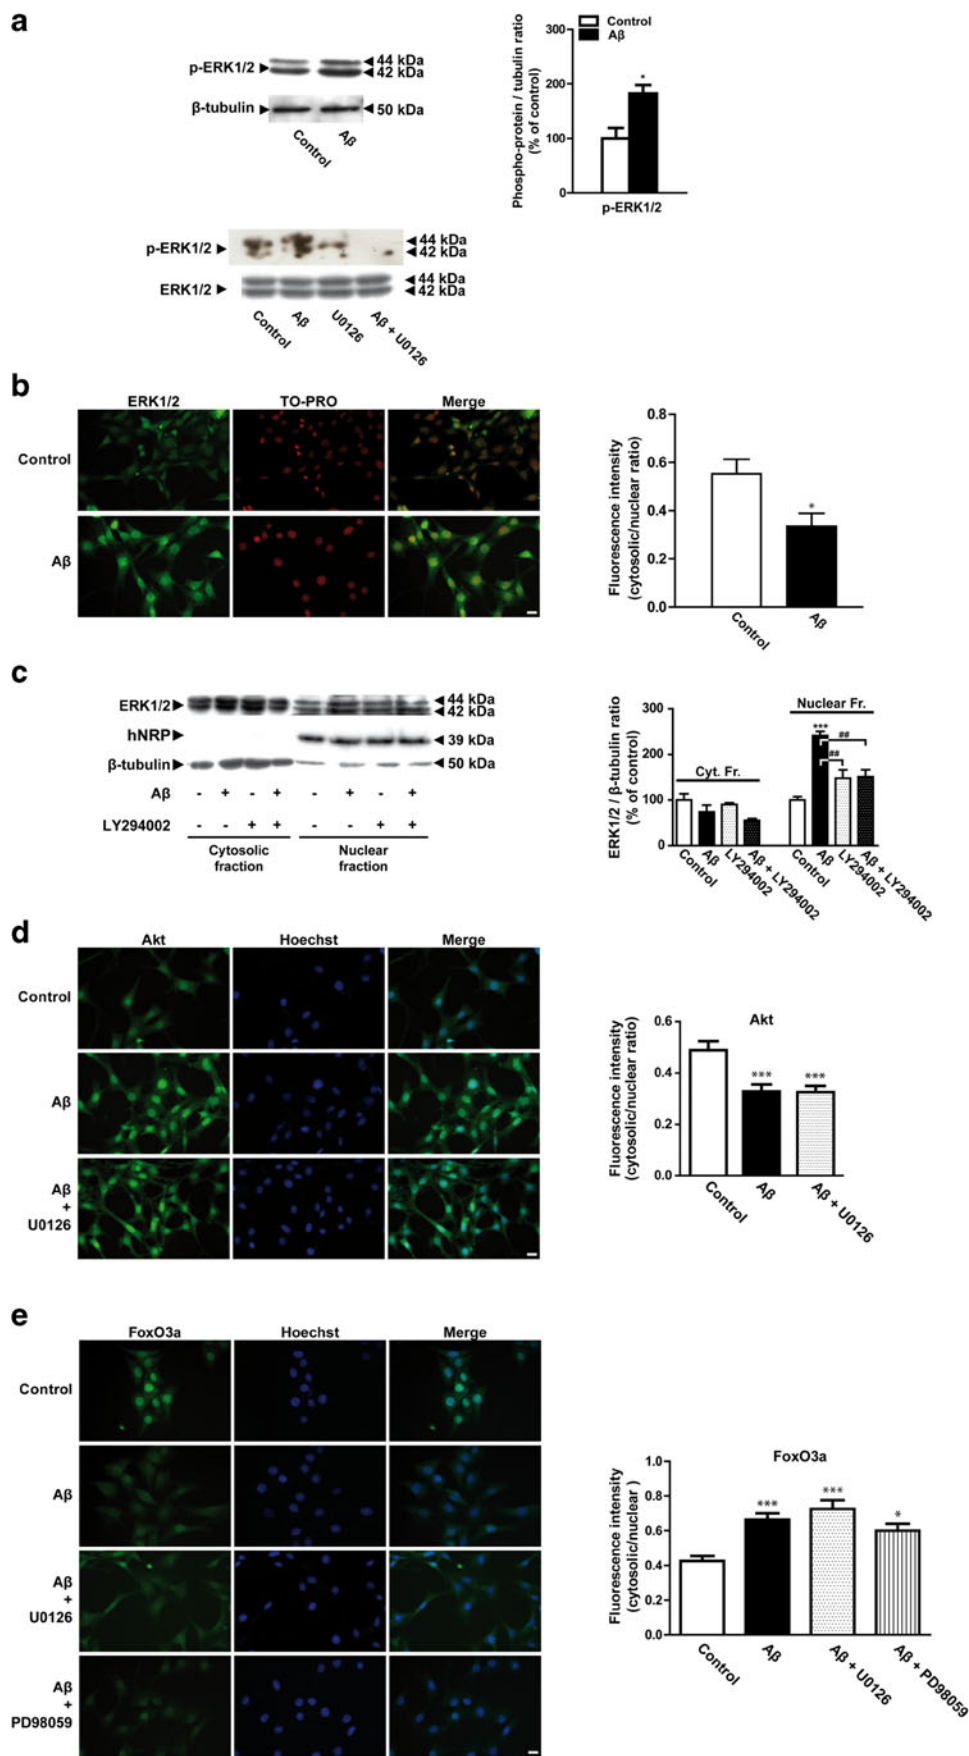 a
p-ERK1/2
44 kDa
42 kDa
β-tubulin
50 kDa
Control
Aβ
Control
Aβ
Phospho-protein / tubulin ratio
(% of control)
300
200
100
0
*
p-ERK1/2
p-ERK1/2
44 kDa
42 kDa
ERK1/2
44 kDa
42 kDa
Control
Aβ
U0126
Aβ + U0126
b
ERK1/2
TO-PRO
Merge
Control
Aβ
Fluorescence intensity
(cytosolic/nuclear ratio)
0.8
0.6
0.4
0.2
0.0
*
Control
Aβ
c
ERK1/2
44 kDa
42 kDa
hNRP
39 kDa
β-tubulin
50 kDa
Aβ - + - + - + - +
LY294002 - - + + - - + +
Cytosolic
fraction
Nuclear
fraction
ERK1/2 / β-tubulin ratio
(% of control)
300
200
100
0
Cyt. Fr.
Nuclear Fr.
***
##
##
Control
Aβ
LY294002
Aβ + LY294002
Control
Aβ
LY294002
Aβ + LY294002
d
Akt
Hoechst
Merge
Control
Aβ
Aβ
+
U0126
Akt
Fluorescence intensity
(cytosolic/nuclear ratio)
0.6
0.4
0.2
0.0
***
***
Control
Aβ
Aβ + U0126
e
FoxO3a
Hoechst
Merge
Control
Aβ
Aβ
+
U0126
Aβ
+
PD98059
FoxO3a
Fluorescence intensity
(cytosolic/nuclear )
1.0
0.8
0.6
0.4
0.2
0.0
***
***
*
Control
Aβ
Aβ + U0126
Aβ + PD98059